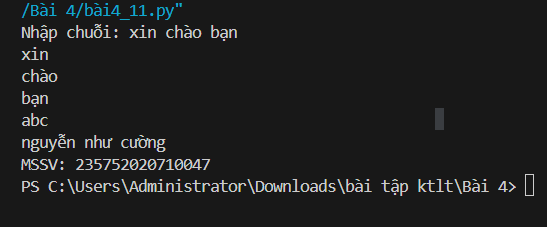 /Bài 4/bài4_11.py"
Nhập chuỗi: xin chào bạn
xin
chào
bạn
abc
nguyễn như cường
MSSV: 235752020710047
PS C:\Users\Administrator\Downloads\bài tập ktlt\Bài 4>